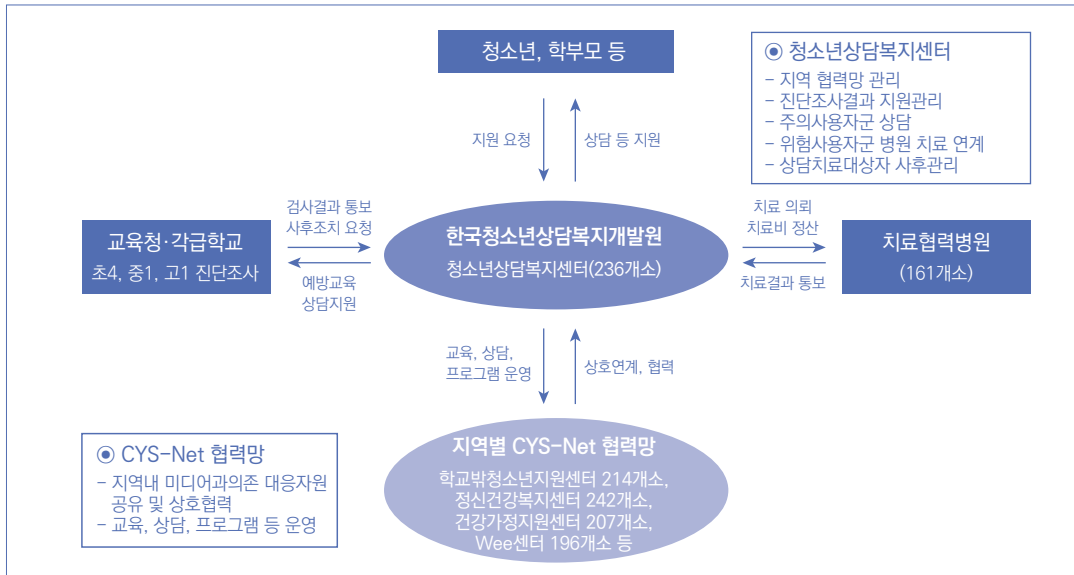 청소년, 학부모 등
◉ 청소년상담복지센터
- 지역 협력망 관리
- 진단조사결과 지원관리
- 주의사용자군 상담
- 위험사용자군 병원 치료 연계
- 상담치료대상자 사후관리
지원 요청
상담 등 지원
교육청·각급학교
초4, 중1, 고1 진단조사
검사결과 통보
사후조치 요청
예방교육
상담지원
한국청소년상담복지개발원
청소년상담복지센터(236개소)
치료 의뢰
치료비 정산
치료결과 통보
치료협력병원
(161개소)
교육, 상담,
프로그램 운영
상호연계, 협력
◉ CYS-Net 협력망
- 지역내 미디어과의존 대응자원
공유 및 상호협력
- 교육, 상담, 프로그램 등 운영
지역별 CYS-Net 협력망
학교밖청소년지원센터 214개소,
정신건강복지센터 242개소,
건강가정지원센터 207개소,
Wee센터 196개소 등